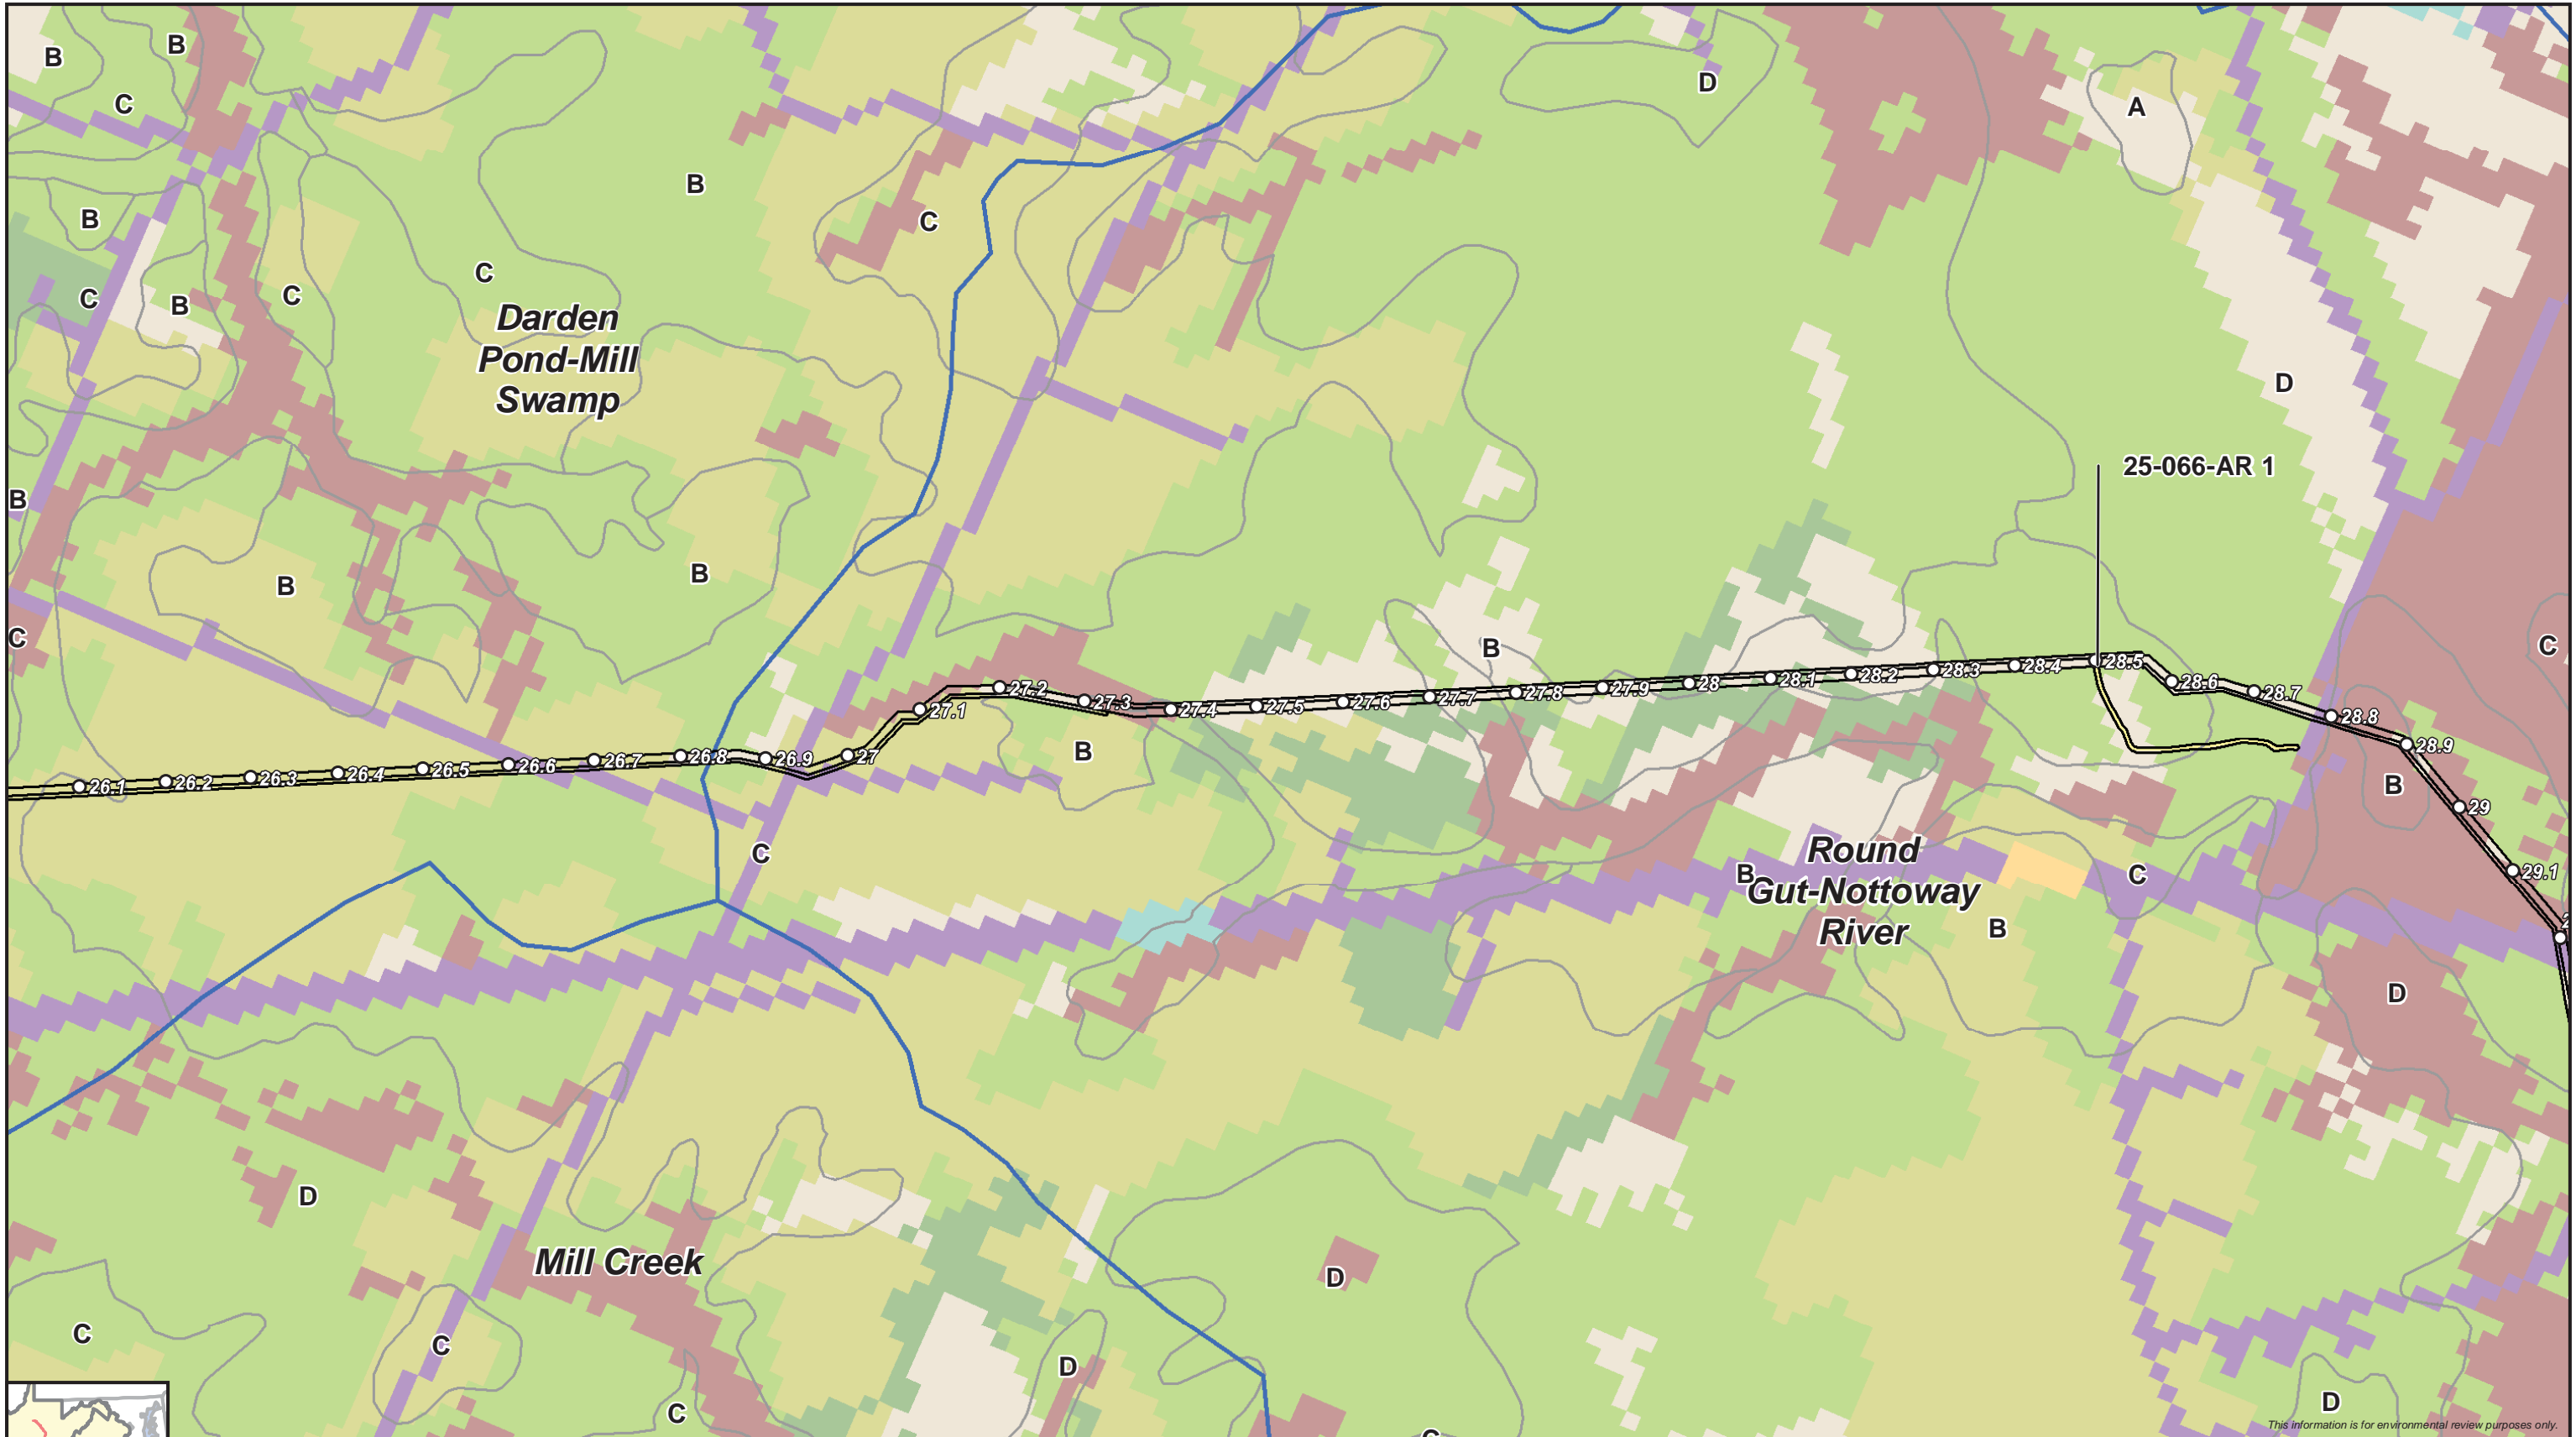 B
B
C
D
A
B
B
C
C
C
B
C
D
Darden
Pond-Mill
Swamp
25-066-AR 1
B
B
B
C
B
C
26.1
26.2
26.3
26.4
26.5
26.6
26.7
26.8
26.9
27
27.1
27.2
27.3
27.4
27.5
27.6
27.7
27.8
27.9
28
28.1
28.2
28.3
28.4
28.5
28.6
28.7
28.8
28.9
29
29.1
B
B
C
B
C
Round
Gut-Nottoway
River
B
D
D
Mill Creek
D
C
C
D
C
D
This information is for environmental review purposes only.